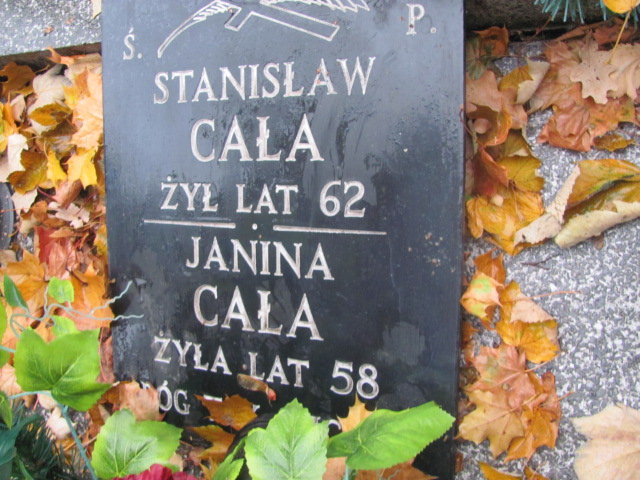 Ś. P.
STANISŁAW
CAŁA
ŻYŁ LAT 62
JANINA
CAŁA
ŻYŁA LAT 58